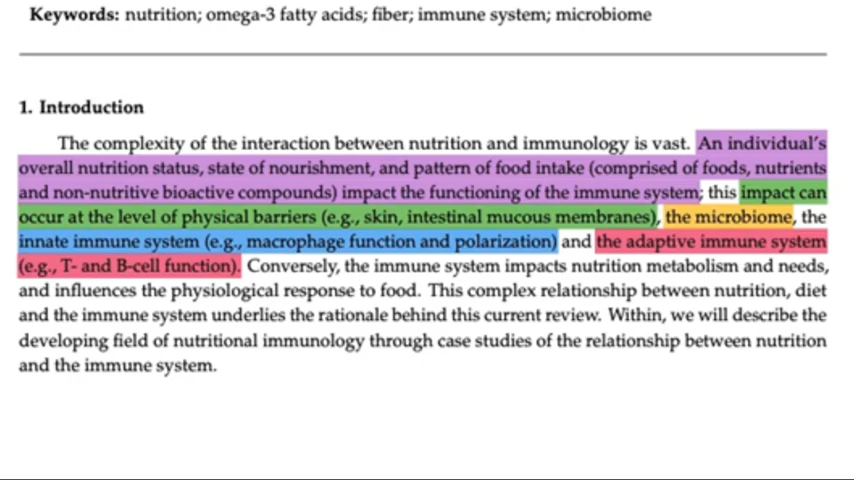 Keywords: nutrition; omega-3 fatty acids; fiber; immune system; microbiome
1. Introduction
The complexity of the interaction between nutrition and immunology is vast. An individual's
overall nutrition status, state of nourishment, and pattern of food intake (comprised of foods, nutrients
and non-nutritive bioactive compounds) impact the functioning of the immune system; this impact can
occur at the level of physical barriers (e.g., skin, intestinal mucous membranes), the microbiome, the
innate immune system (e.g., macrophage function and polarization) and the adaptive immune system
(e.g., T- and B-cell function). Conversely, the immune system impacts nutrition metabolism and needs,
and influences the physiological response to food. This complex relationship between nutrition, diet
and the immune system underlies the rationale behind this current review. Within, we will describe the
developing field of nutritional immunology through case studies of the relationship between nutrition
and the immune system.